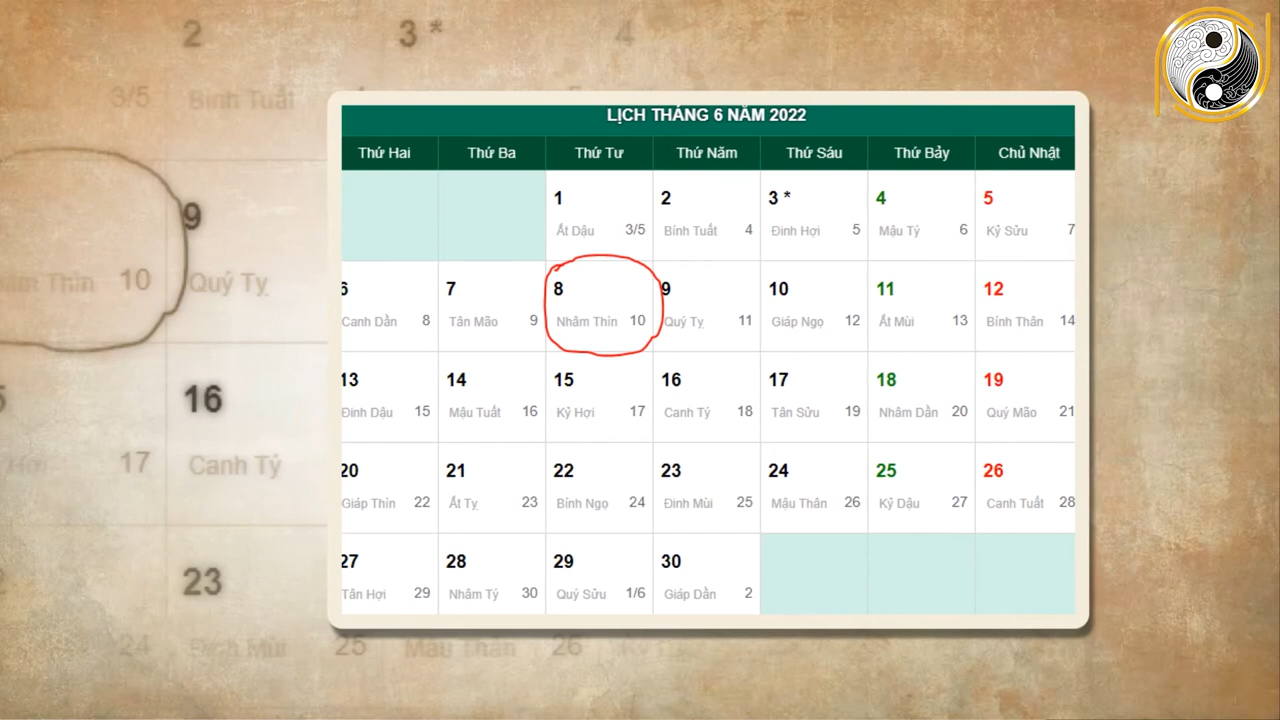 2 3 * 4
3/5 Bính Tuất
9
10 Quý Tỵ
16
17 Canh Tý
23
24 Đinh Mùi 25 Mậu Thân 26
LỊCH THÁNG 6 NĂM 2022
Thứ Hai Thứ Ba Thứ Tư Thứ Năm Thứ Sáu Thứ Bảy Chủ Nhật
1 2 3 * 4 5
Ất Dậu 3/5 Bính Tuất 4 Đinh Hợi 5 Mậu Tý 6 Kỷ Sửu 7
6 7 8 9 10 11 12
Canh Dần 8 Tân Mão 9 Nhâm Thìn 10 Quý Tỵ 11 Giáp Ngọ 12 Ất Mùi 13 Bính Thân 14
13 14 15 16 17 18 19
Đinh Dậu 15 Mậu Tuất 16 Kỷ Hợi 17 Canh Tý 18 Tân Sửu 19 Nhâm Dần 20 Quý Mão 21
20 21 22 23 24 25 26
Giáp Thìn 22 Ất Tỵ 23 Bính Ngọ 24 Đinh Mùi 25 Mậu Thân 26 Kỷ Dậu 27 Canh Tuất 28
27 28 29 30
Tân Hợi 29 Nhâm Tý 30 Quý Sửu 1/6 Giáp Dần 2